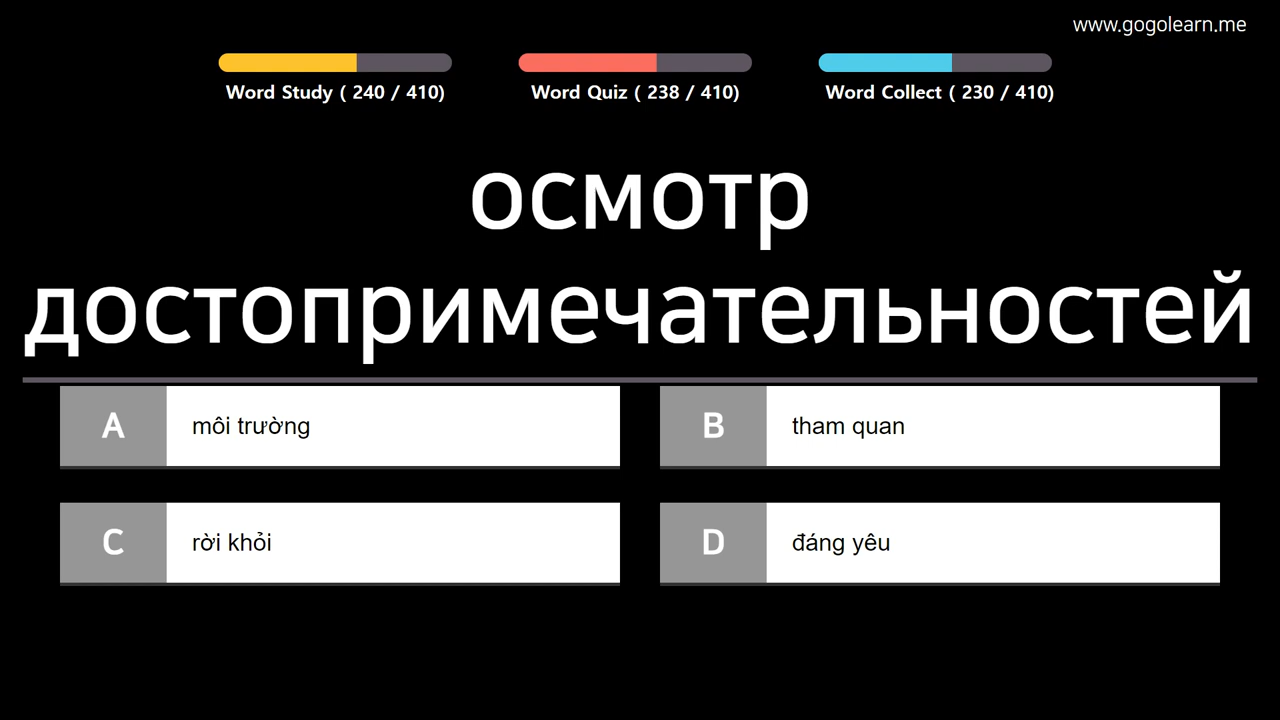 www.gogolearn.me
Word Study ( 240 / 410)
Word Quiz ( 238 / 410)
Word Collect ( 230 / 410)
осмотр
достопримечательностей
A
môi trường
B
tham quan
C
rời khỏi
D
đáng yêu